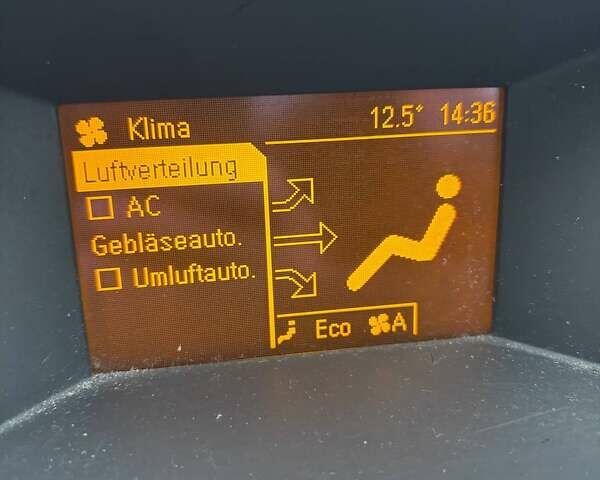 Klima 12.5° 14:36
Luftverteilung
AC
Gebläseauto.
Umluftauto.
Eco A